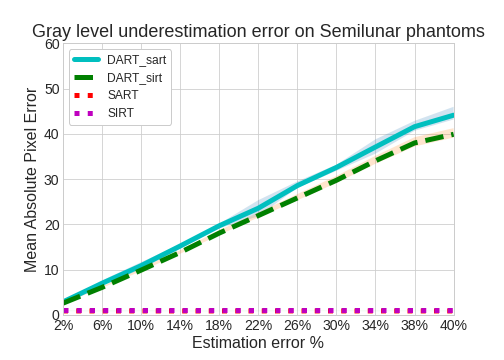 Gray level underestimation error on Semilunar phantoms
60
50
40
30
20
10
0
Mean Absolute Pixel Error
DART_sart
DART_sirt
SART
SIRT
2% 6% 10% 14% 18% 22% 26% 30% 34% 38% 40%
Estimation error %